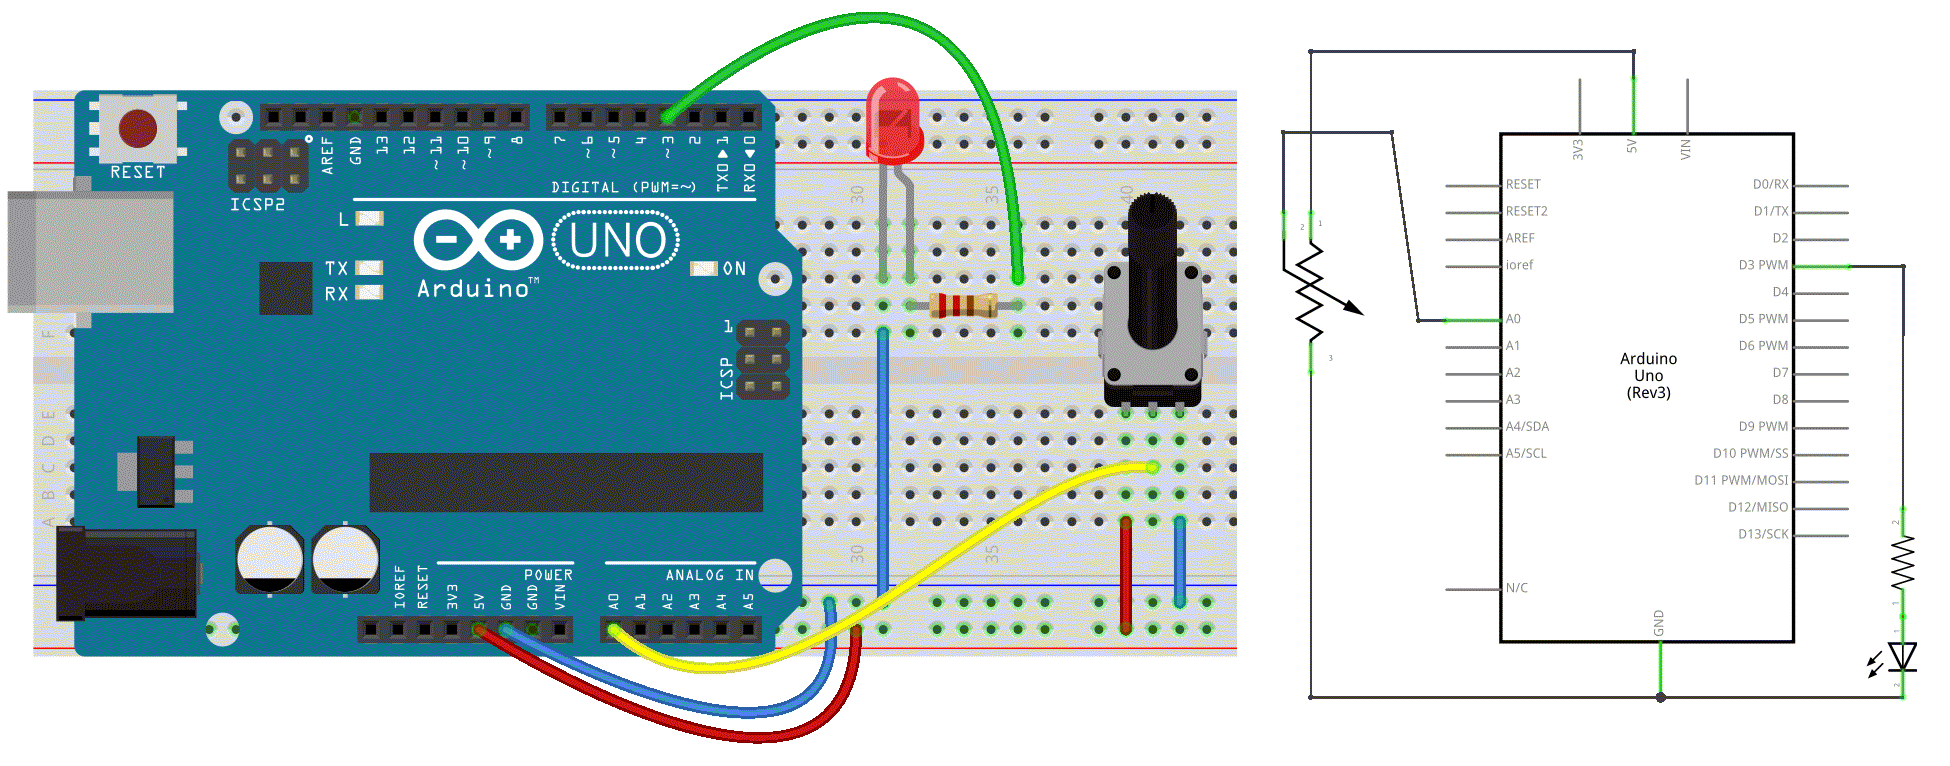 RESET
ICSP2
AREF
GND
13
12
~11
~10
~9
8
7
~6
~5
4
~3
2
TX0▶1
RX0◀0
DIGITAL (PWM=~)
L
TX
RX
Arduino™
UNO
ON
1
ICSP
30
35
40
F
E
D
C
B
A
30
35
POWER
ANALOG IN
IOREF
RESET
3V3
5V
GND
GND
VIN
A0
A1
A2
A3
A4
A5
3V3
5V
VIN
RESET
RESET2
AREF
ioref
A0
A1
A2
A3
A4/SDA
A5/SCL
N/C
D0/RX
D1/TX
D2
D3 PWM
D4
D5 PWM
D6 PWM
D7
D8
D9 PWM
D10 PWM/SS
D11 PWM/MOSI
D12/MISO
D13/SCK
Arduino
Uno
(Rev3)
GND
2
1
3
2
1
1
2